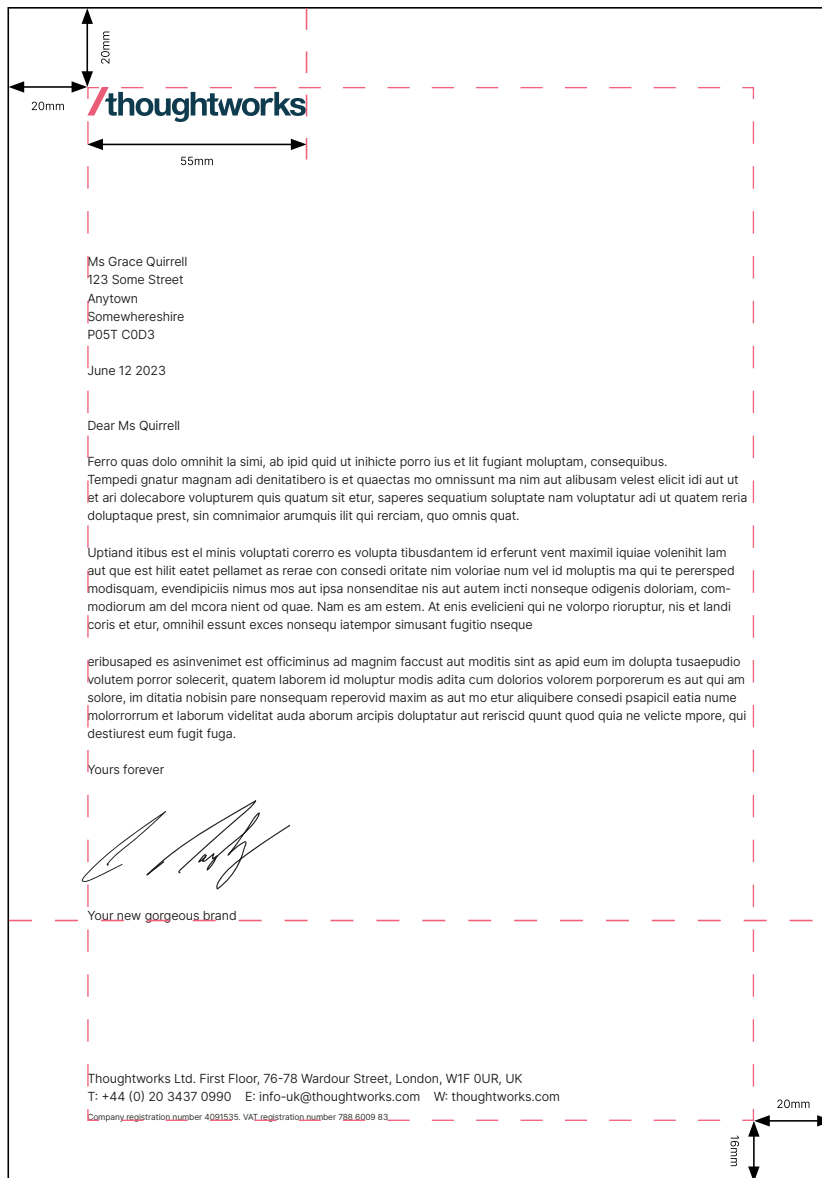 20mm
20mm
/thoughtworks
55mm
Ms Grace Quirrell
123 Some Street
Anytown
Somewhereshire
P05T C0D3
June 12 2023
Dear Ms Quirrell
Ferro quas dolo omnihit la simi, ab ipid quid ut inihicte porro ius et lit fugiant moluptam, consequibus.
Tempedi gnatur magnam adi denitatibero is et quaectas mo omnissunt ma nim aut alibusam velest elicit idi aut ut
et ari dolecabore volupturem quis quatum sit etur, saperes sequatium soluptate nam voluptatur adi ut quatem reria
doluptaque prest, sin comnimaior arumquis ilit qui rerciam, quo omnis quat.
Uptiand itibus est el minis voluptati corerro es volupta tibusdantem id erferunt vent maximil iquiae volenihit lam
aut que est hilit eatet pellamet as rerae con consedi oritate nim voloriae num vel id moluptis ma qui te perersped
modisquam, evendipiciis nimus mos aut ipsa nonsenditae nis aut autem incti nonseque odigenis doloriam, com-
modiorum am del mcora nient od quae. Nam es am estem. At enis evelicieni qui ne volorpo rioruptur, nis et landi
coris et etur, omnihil essunt exces nonsequ iatempor simusant fugitio nseque
eribusaped es asinvenimet est officiminus ad magnim faccust aut moditis sint as apid eum im dolupta tusaepudio
volutem porror solecerit, quatem laborem id moluptur modis adita cum dolorios volorem porporerum es aut qui am
solore, im ditatia nobisin pare nonsequam reperovid maxim as aut mo etur aliquibere consedi psapicil eatia nume
molorrorrum et laborum videlitat auda aborum arcipis doluptatur aut reriscid quunt quod quia ne velicte mpore, qui
destiurest eum fugit fuga.
Yours forever
Your new gorgeous brand
Thoughtworks Ltd. First Floor, 76-78 Wardour Street, London, W1F 0UR, UK
T: +44 (0) 20 3437 0990 E: info-uk@thoughtworks.com W: thoughtworks.com
Company registration number 4091535. VAT registration number 788 6009 83
20mm
16mm